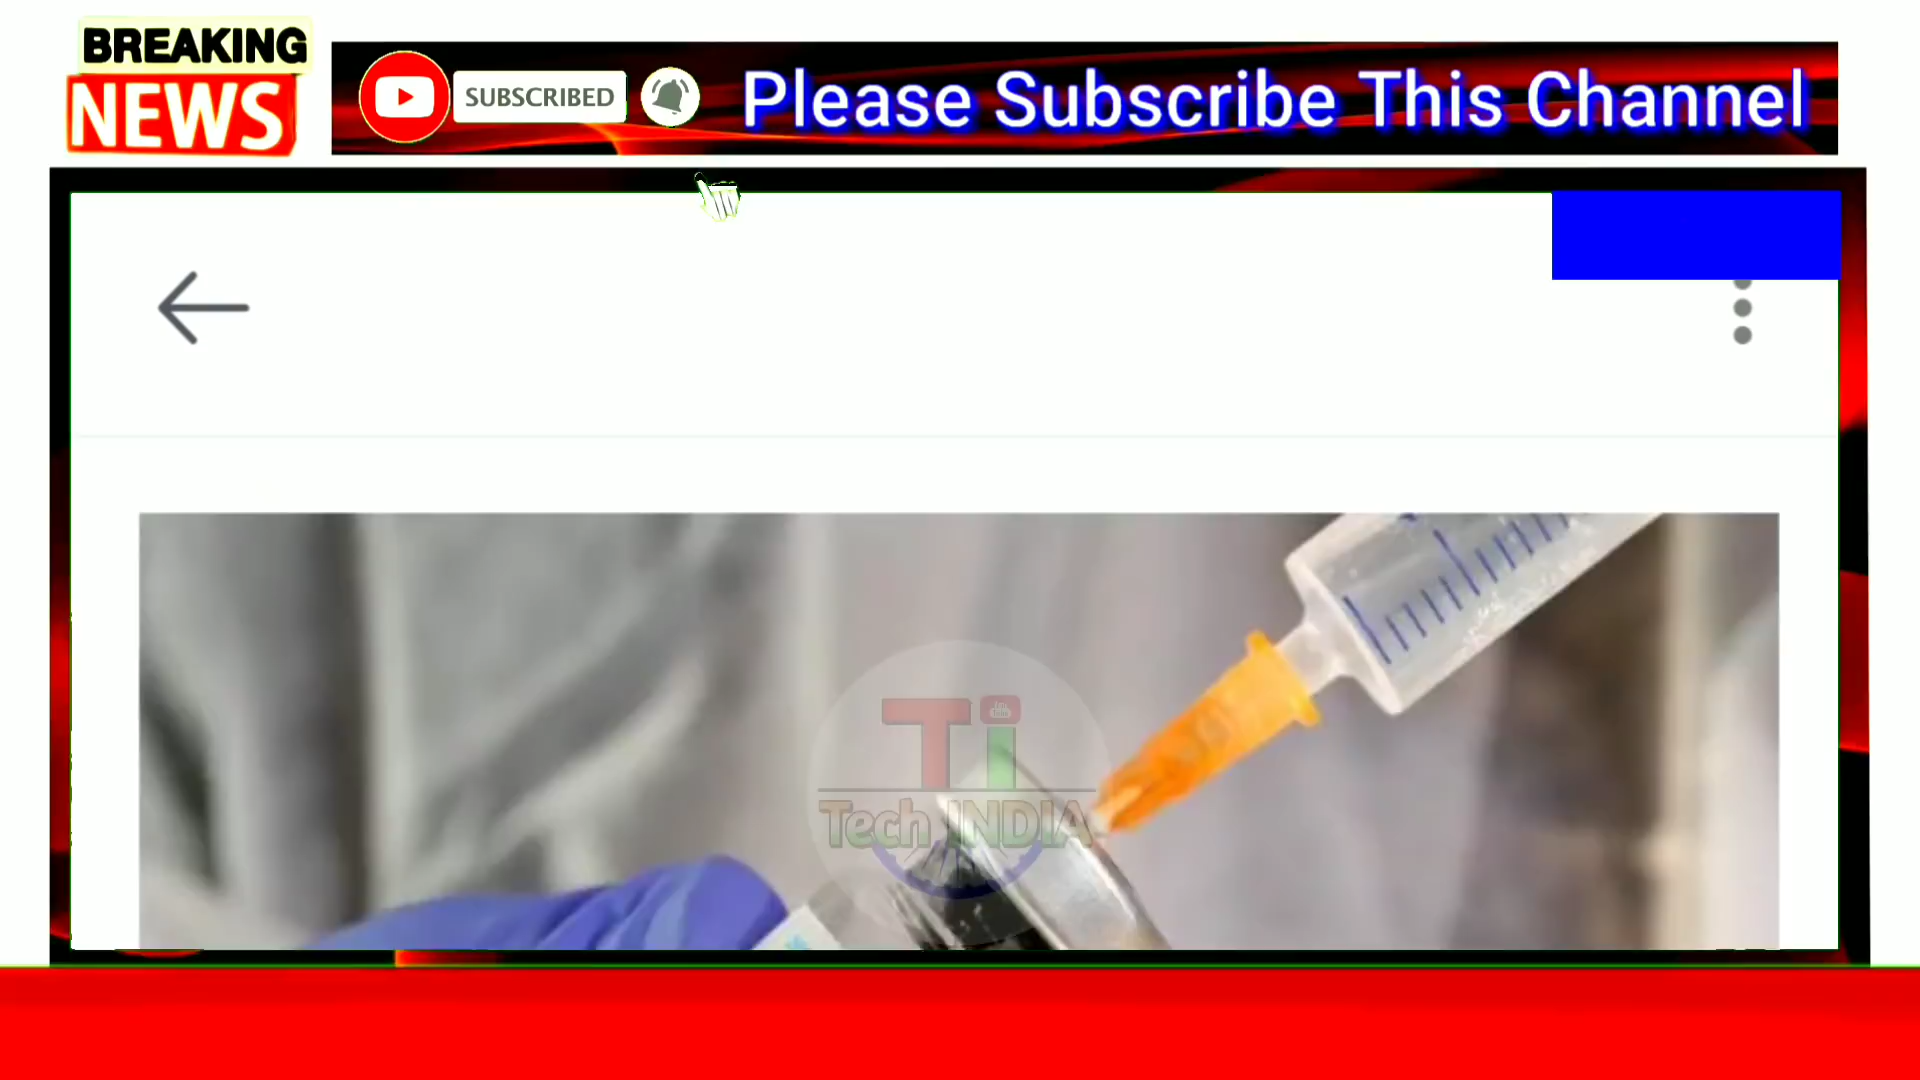 BREAKING
NEWS
SUBSCRIBED
Please Subscribe This Channel
Ti
Tech INDIA